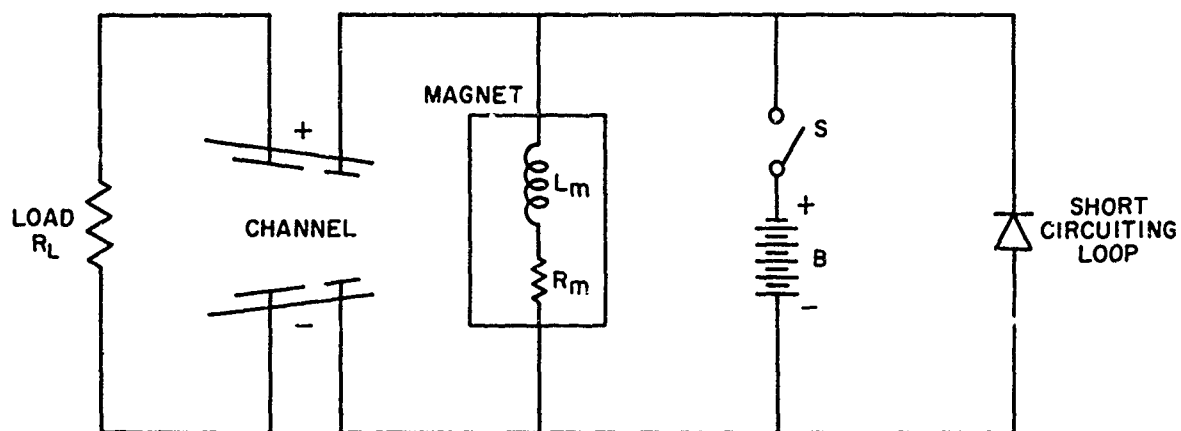 MAGNET
+
S
Lm
LOAD
RL
CHANNEL
+
SHORT
CIRCUITING
LOOP
B
Rm
−
−